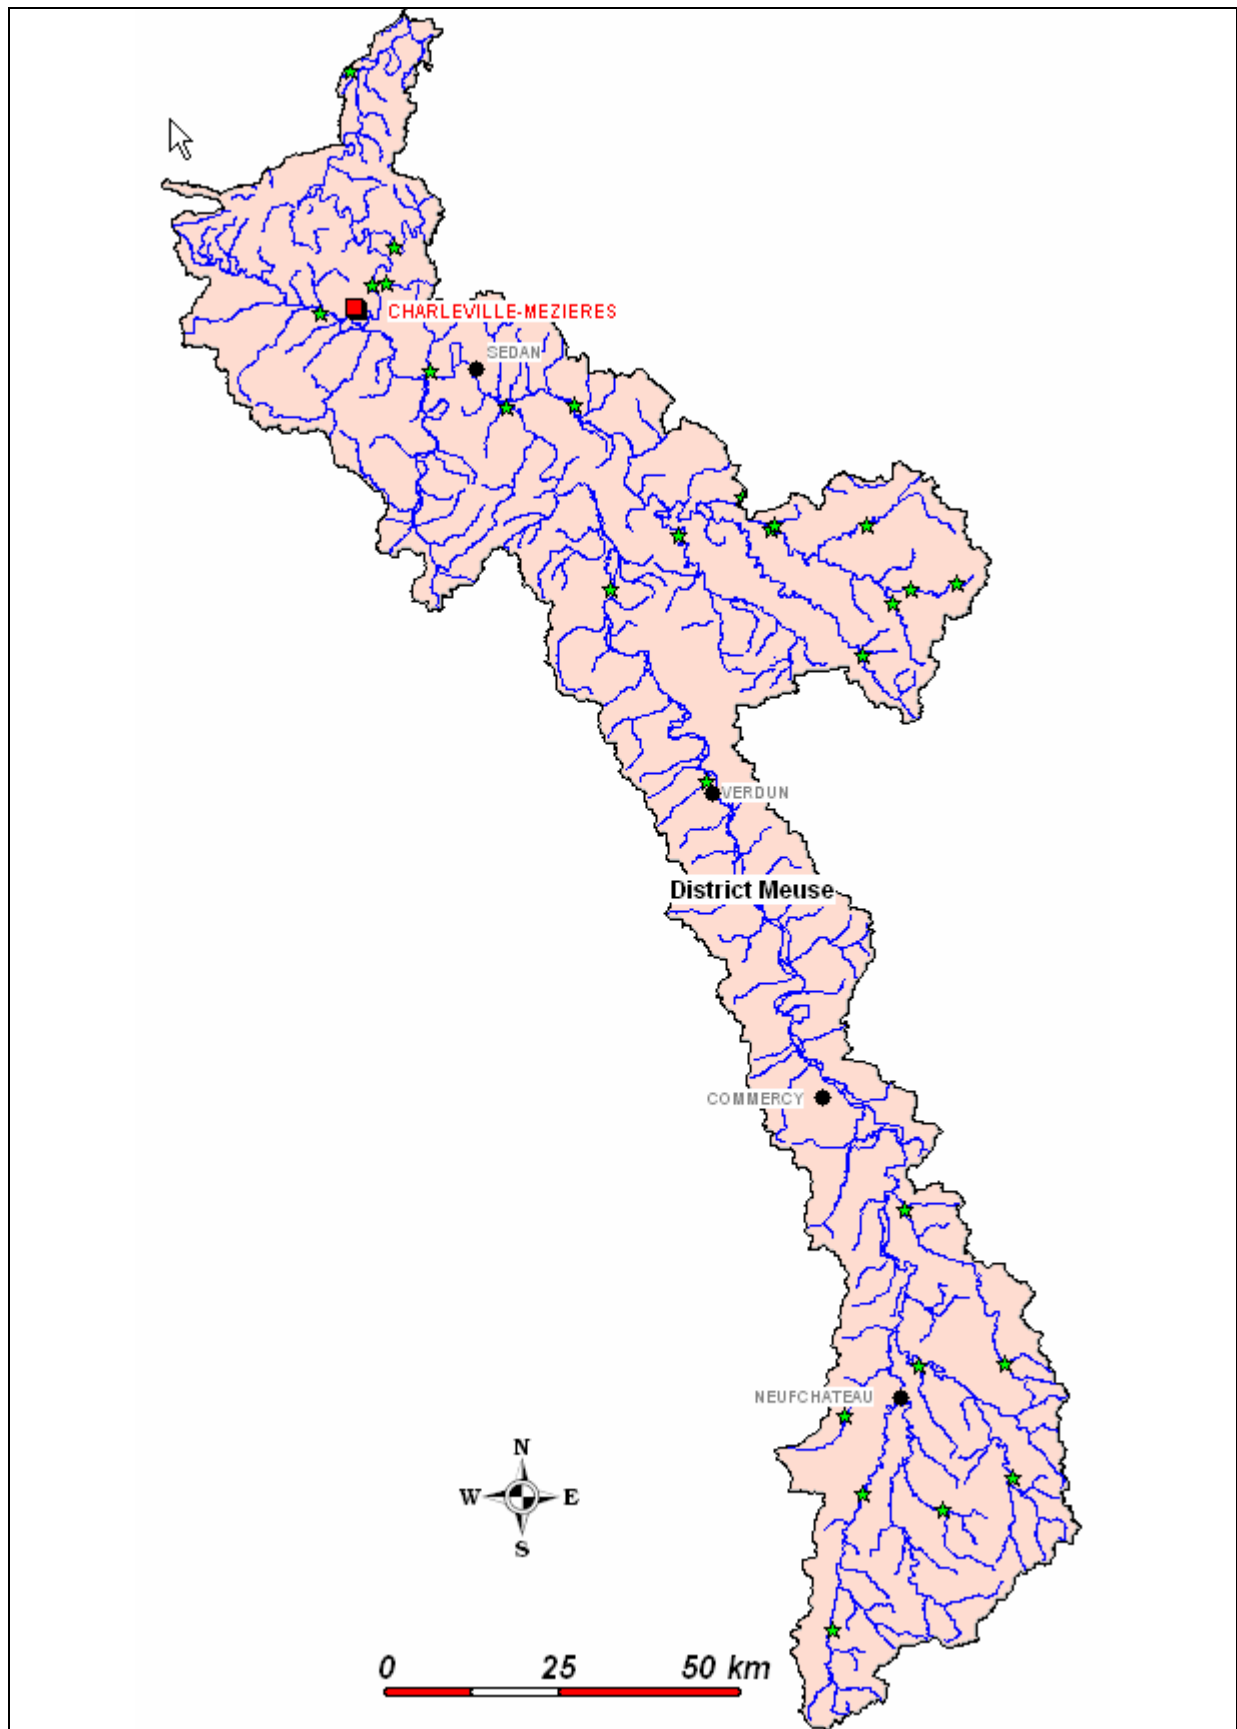 CHARLEVILLE-MEZIERES
SEDAN
VERDUN
District Meuse
COMMERCY
NEUFCHATEAU
N
W E
S
0 25 50 km